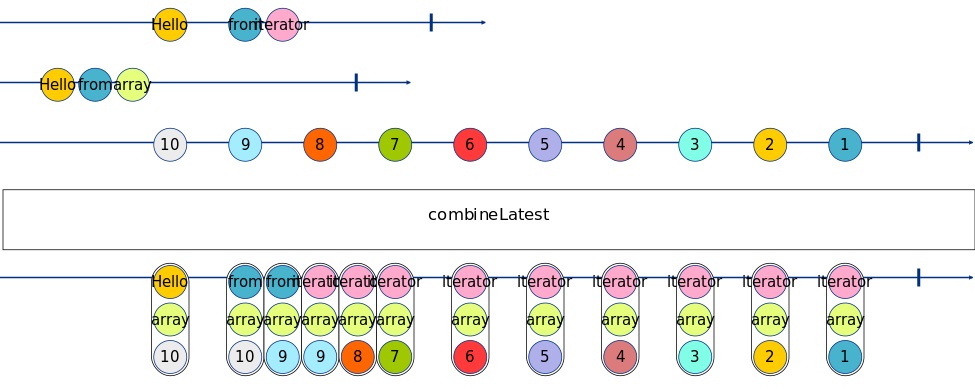 Hello from iterator
Hello from array
10 9 8 7 6 5 4 3 2 1
combineLatest
Hello from from iterator iterator iterator iterator iterator iterator iterator iterator iterator
array array array array array array array array array array array array
10 10 9 9 8 7 6 5 4 3 2 1